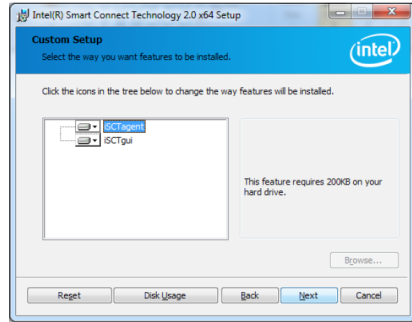 Intel(R) Smart Connect Technology 2.0 x64 Setup
Custom Setup
Select the way you want features to be installed.
intel
Click the icons in the tree below to change the way features will be installed.
iSCTagent
iSCTgui
This feature requires 200KB on your
hard drive.
Browse...
Reset Disk Usage Back Next Cancel